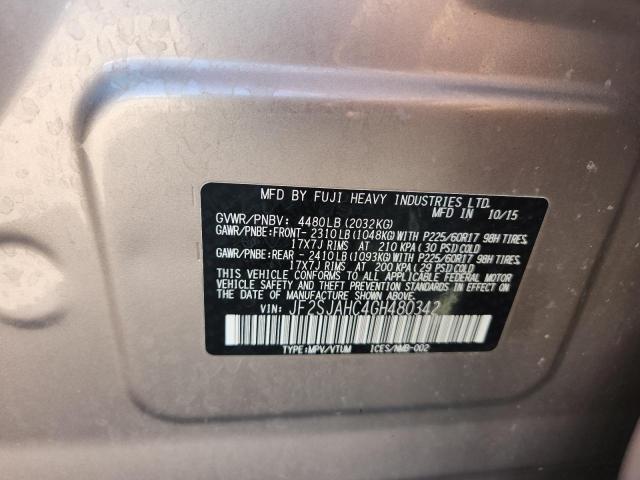 MFD BY FUJI HEAVY INDUSTRIES LTD.
MFD IN 10/15
GVWR/PNBV: 4480LB(2032KG)
GAWR/PNBE:FRONT- 2310LB(1048KG)WITH P225/60R17 98H TIRES,
17X7J RIMS AT 210 KPA(30 PSI)COLD
GAWR/PNBE:REAR - 2410LB(1093KG)WITH P225/60R17 98H TIRES,
17X7J RIMS AT 200 KPA(29 PSI)COLD
THIS VEHICLE CONFORMS TO ALL APPLICABLE FEDERAL MOTOR
VEHICLE SAFETY STANDARDS IN EFFECT ON THE
DATE OF MANUFACTURE SHOWN ABOVE.
VIN: JF2SJAHC4GH480342
TYPE:MPV/VTUM ICES/NMB-002